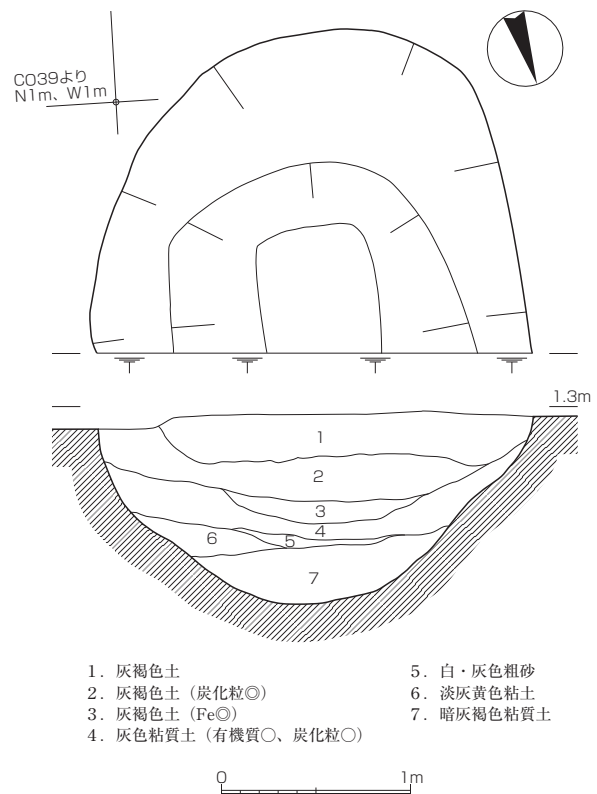 CO39より
N1m、W1m
1.3m
1
2
3
4
5
6
7
1. 灰褐色土
2. 灰褐色土（炭化粒◎）
3. 灰褐色土（Fe◎）
4. 灰色粘質土（有機質○、炭化粒○）
5. 白・灰色粗砂
6. 淡灰黄色粘土
7. 暗灰褐色粘質土
0 1m